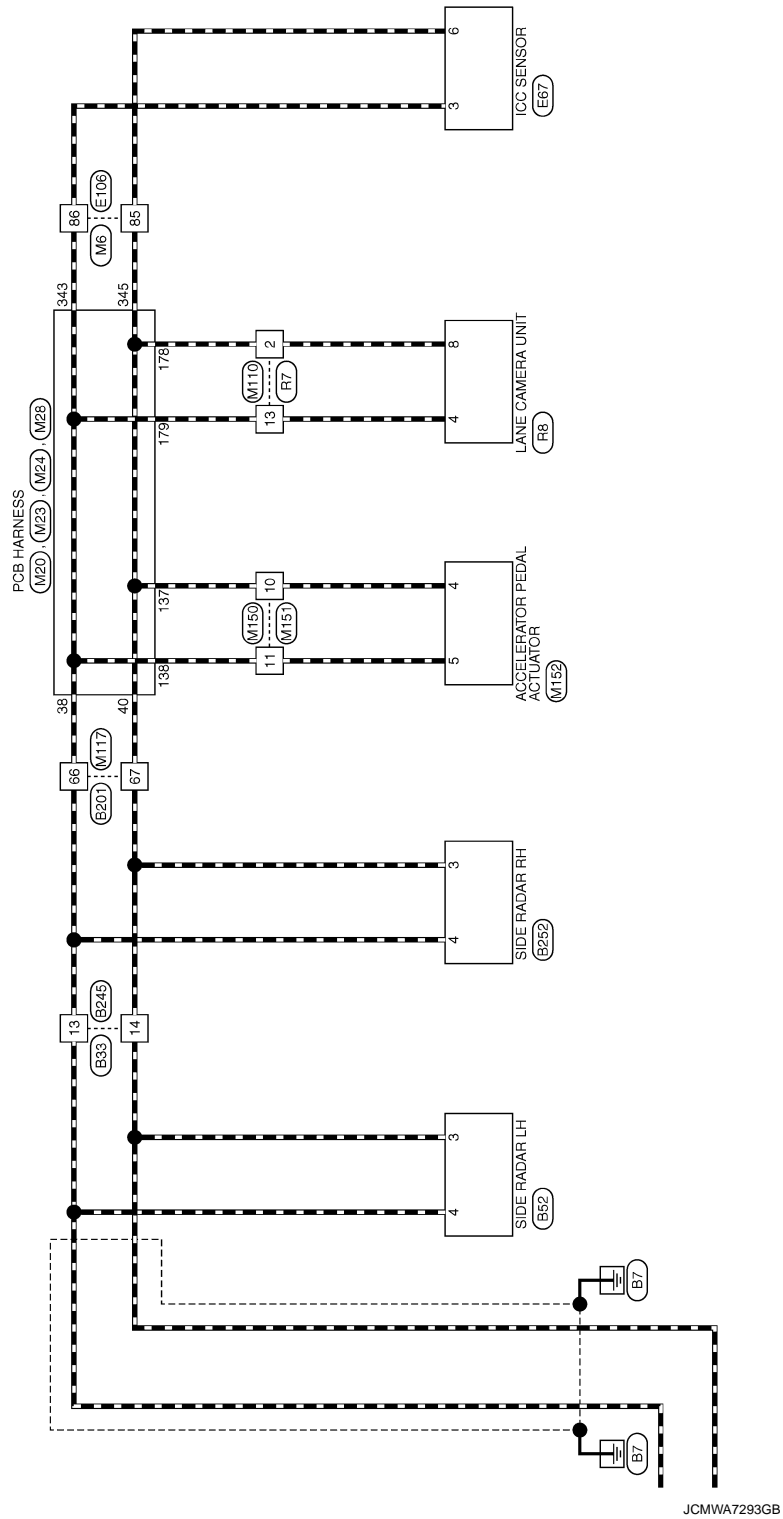 6
3
ICC SENSOR
E67
86
E106
M6
85
343
345
PCB HARNESS
M20 , M23 , M24 , M28
178
179
2
M110
R7
13
8
4
LANE CAMERA UNIT
R8
137
138
10
M150
M151
11
4
5
ACCELERATOR PEDAL
ACTUATOR
M152
38
40
66
M117
B201
67
3
4
SIDE RADAR RH
B252
13
B245
B33
14
3
4
SIDE RADAR LH
B52
B7
B7
JCMWA7293GB